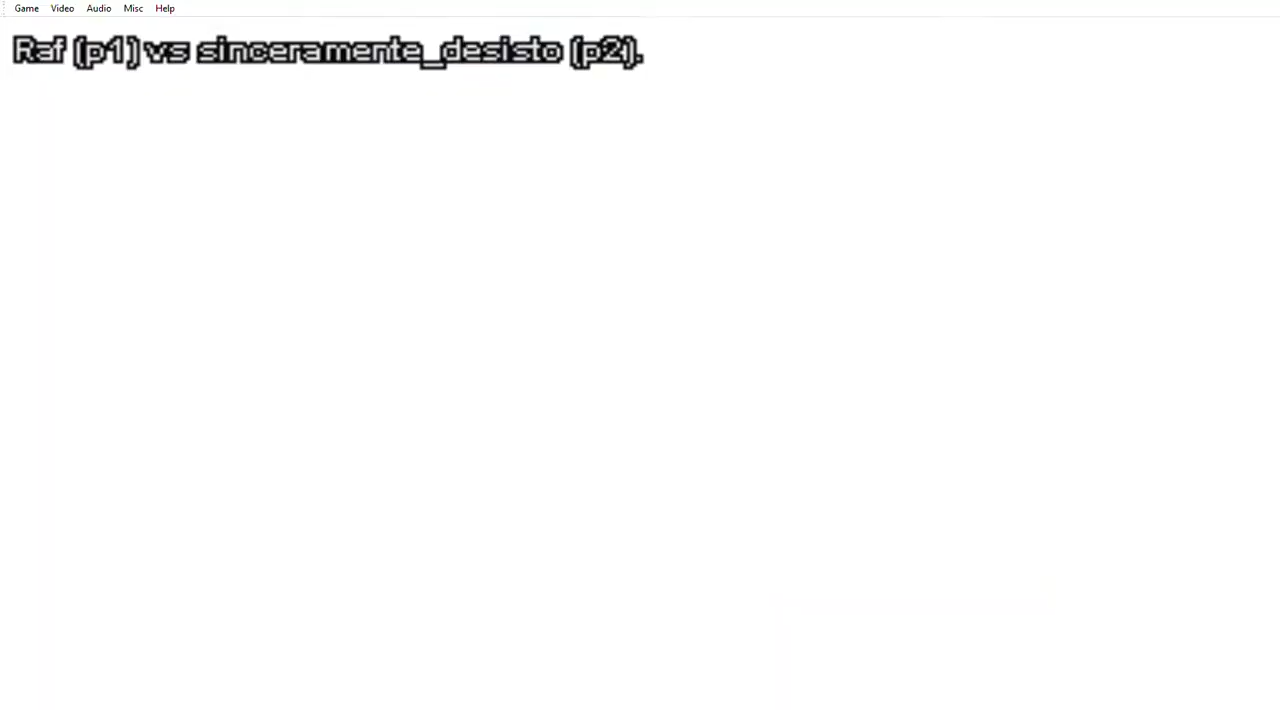 Game Video Audio Misc Help
Raf (p1) vs sinceramente_desisto (p2).